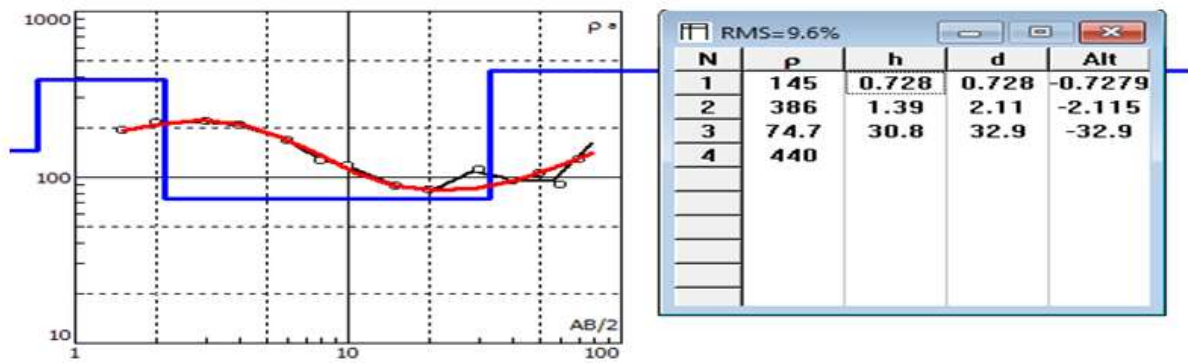 1000
ρ a
100
10
AB/2
1 10 100
RMS=9.6%
N ρ h d Alt
1 145 0.728 0.728 -0.7279
2 386 1.39 2.11 -2.115
3 74.7 30.8 32.9 -32.9
4 440